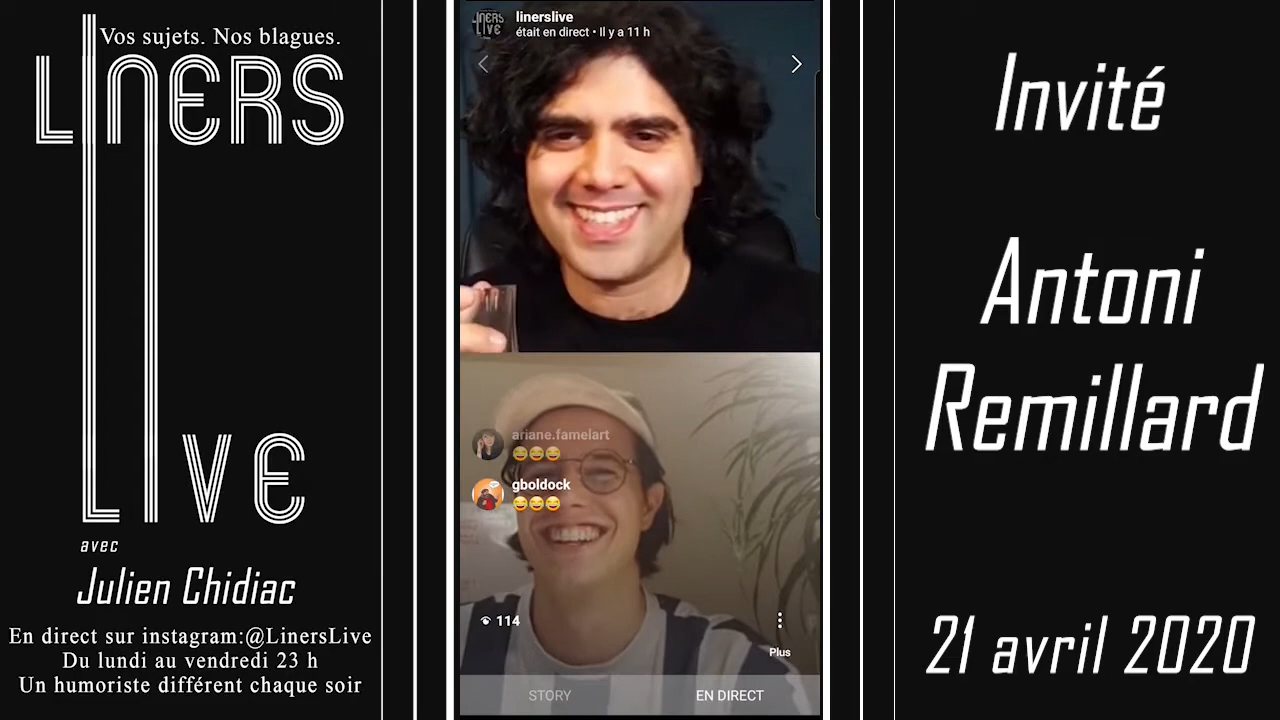 Vos sujets. Nos blagues.
LINERS
LIVE
avec
Julien Chidiac
En direct sur instagram:@LinersLive
Du lundi au vendredi 23 h
Un humoriste différent chaque soir
LINERS
LIVE
linerslive
était en direct • Il y a 11 h
ariane.famelart
😂😂😂
gboldock
😂😂😂
114
Plus
STORY
EN DIRECT
Invité
Antoni
Remillard
21 avril 2020